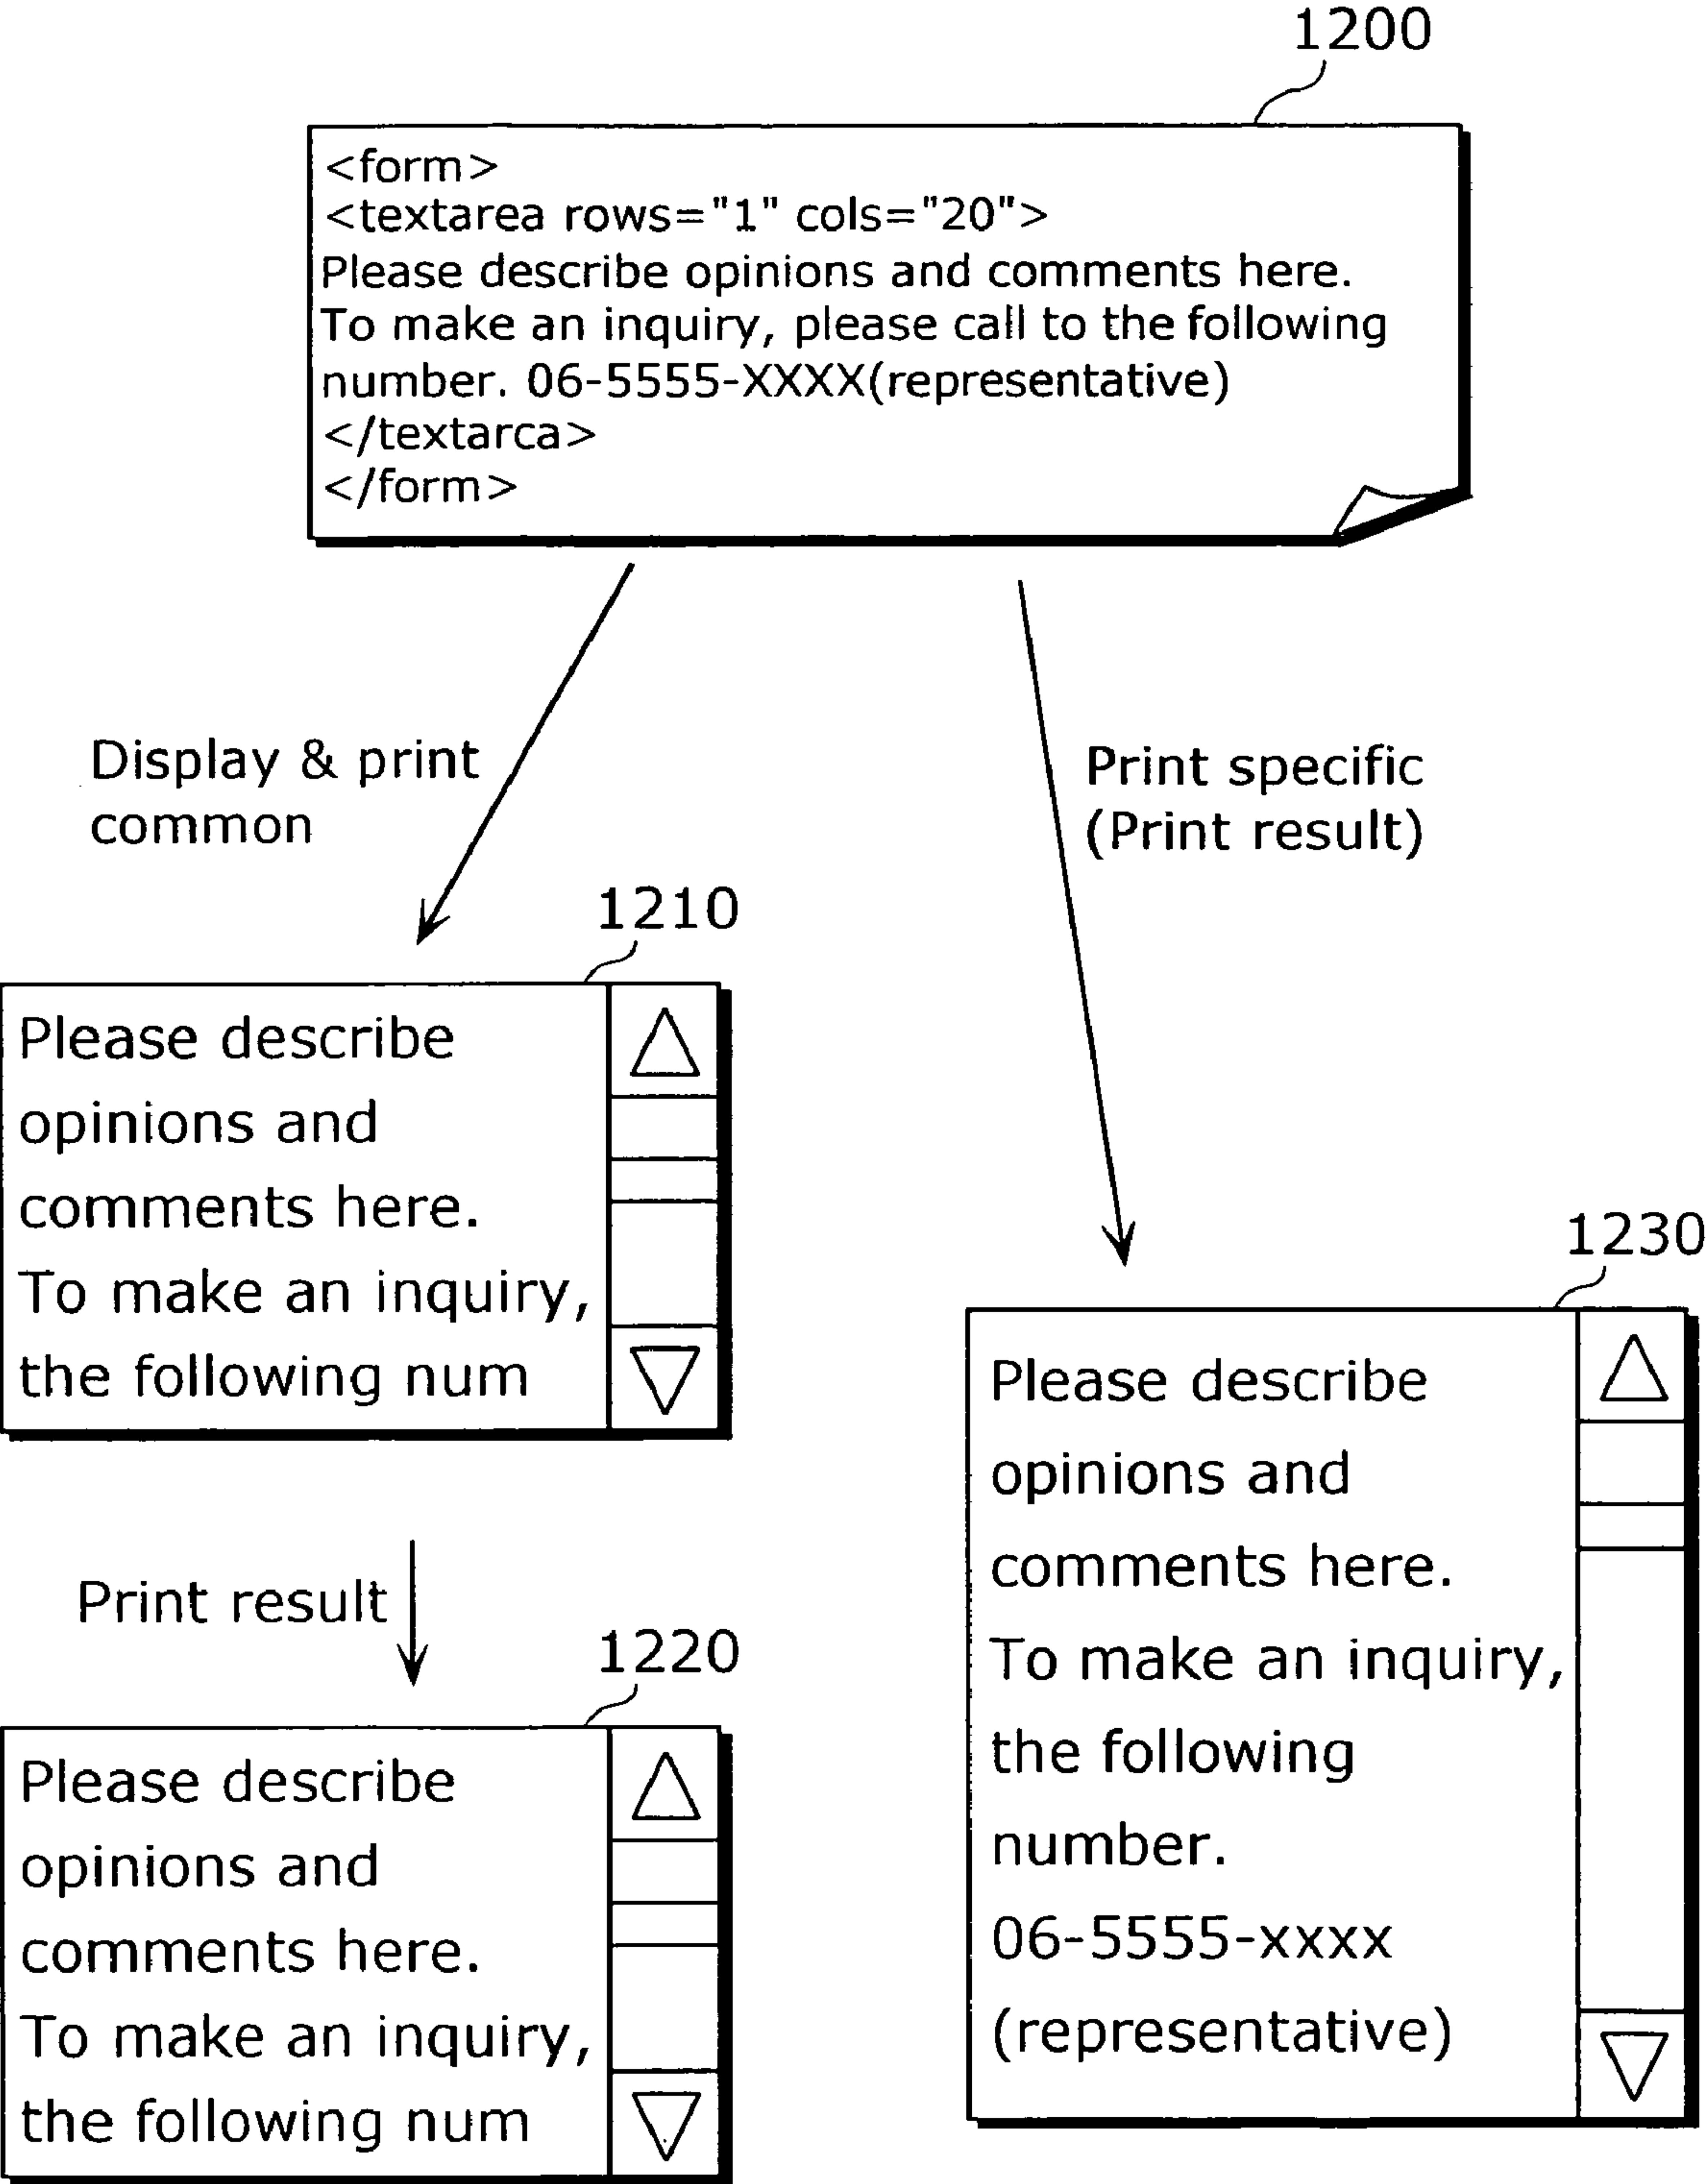 1200
<form>
<textarea rows="1" cols="20">
Please describe opinions and comments here.
To make an inquiry, please call to the following
number. 06-5555-XXXX(representative)
</textarca>
</form>
Display & print
common
Print specific
(Print result)
1210
Please describe
opinions and
comments here.
To make an inquiry,
the following num
Print result
1220
Please describe
opinions and
comments here.
To make an inquiry,
the following num
1230
Please describe
opinions and
comments here.
To make an inquiry,
the following
number.
06-5555-xxxx
(representative)